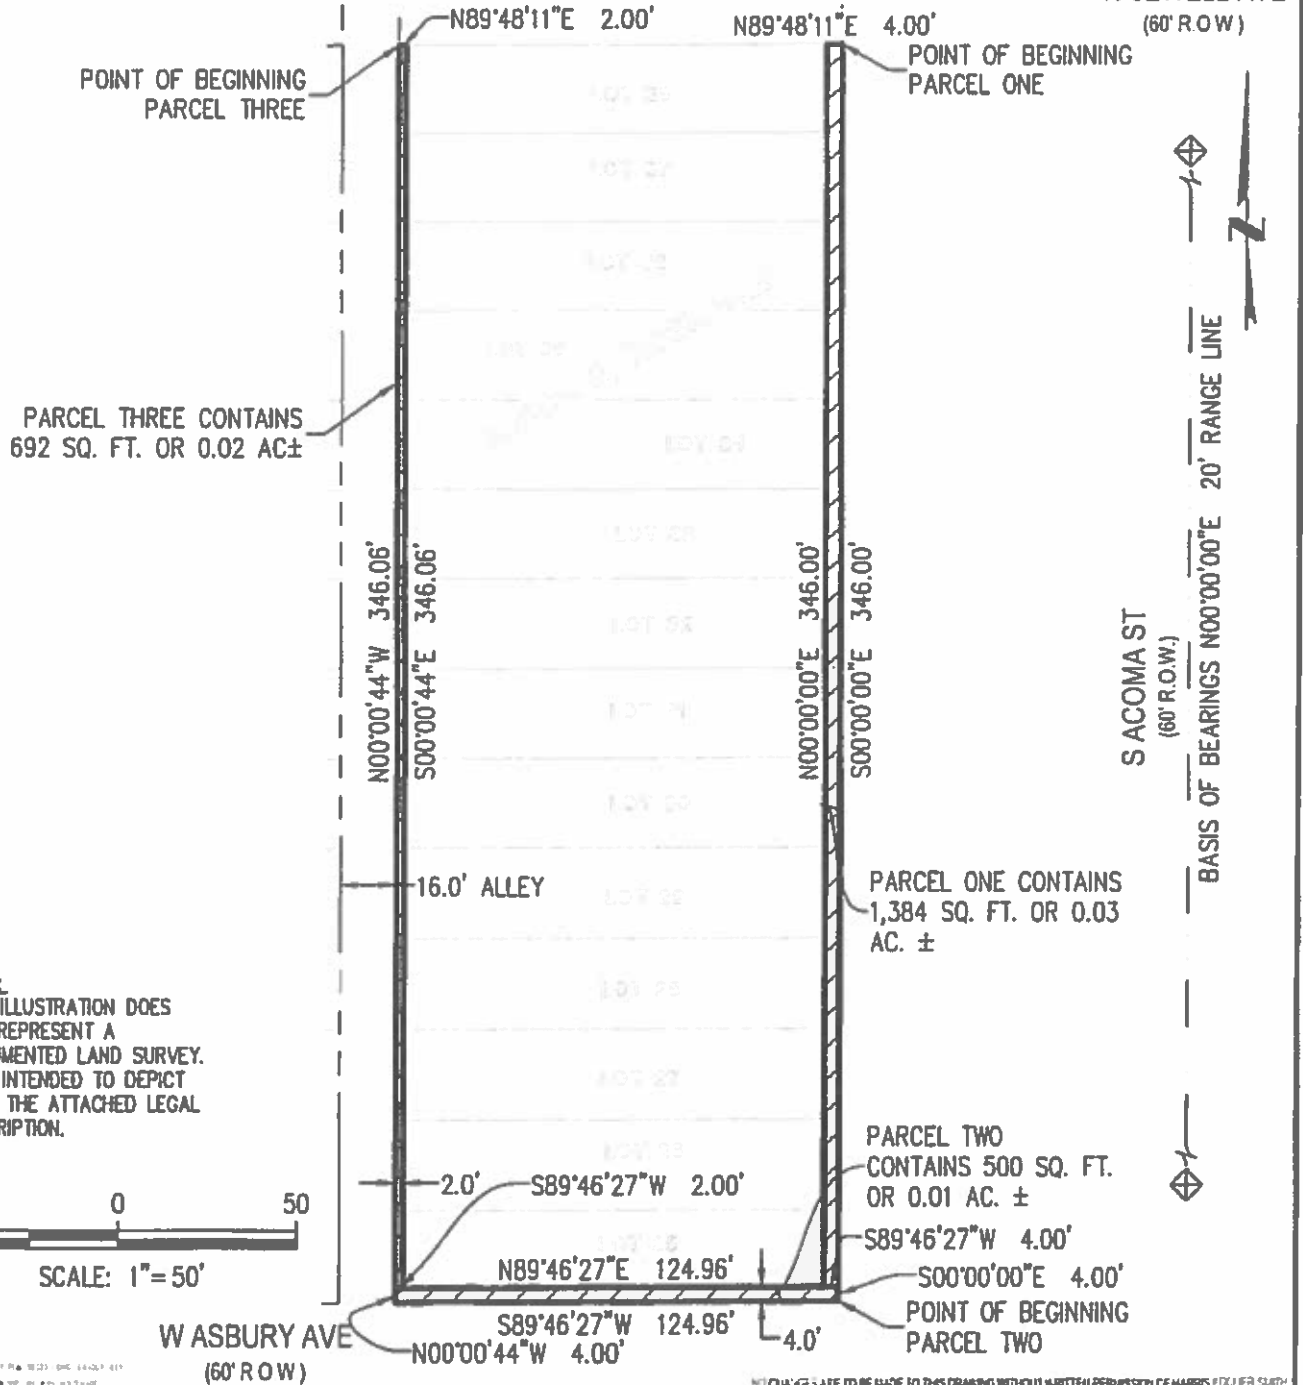 N89°48'11"E 2.00'
N89°48'11"E 4.00'
(60' R O W)
POINT OF BEGINNING
PARCEL THREE
POINT OF BEGINNING
PARCEL ONE
PARCEL THREE CONTAINS
692 SQ. FT. OR 0.02 AC±
N00°00'44"W 346.06'
S00°00'44"E 346.06'
N00°00'00"E 346.00'
S00°00'00"E 346.00'
S ACOMA ST
(60' R.O.W.)
BASIS OF BEARINGS N00°00'00"E 20' RANGE LINE
Z
16.0' ALLEY
PARCEL ONE CONTAINS
1,384 SQ. FT. OR 0.03
AC. ±
ILLUSTRATION DOES
REPRESENT A
MENTED LAND SURVEY.
INTENDED TO DEPICT
THE ATTACHED LEGAL
RIPTION.
PARCEL TWO
CONTAINS 500 SQ. FT.
OR 0.01 AC. ±
2.0'
S89°46'27"W 2.00'
0 50
SCALE: 1"= 50'
S89°46'27"W 4.00'
N89°46'27"E 124.96'
S00°00'00"E 4.00'
S89°46'27"W 124.96'
4.0'
POINT OF BEGINNING
PARCEL TWO
W ASBURY AVE
(60' R O W)
N00°00'44"W 4.00'